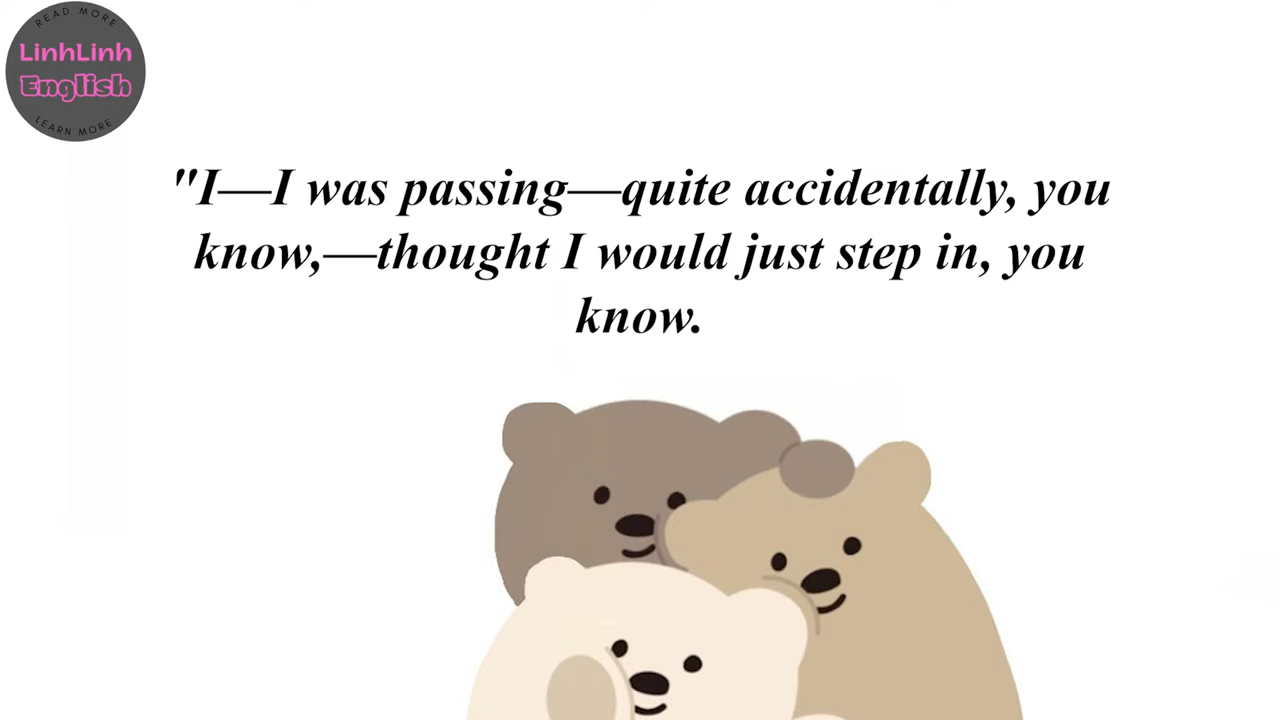 READ MORE
LinhLinh
English
LEARN MORE
"I—I was passing—quite accidentally, you
know,—thought I would just step in, you
know.